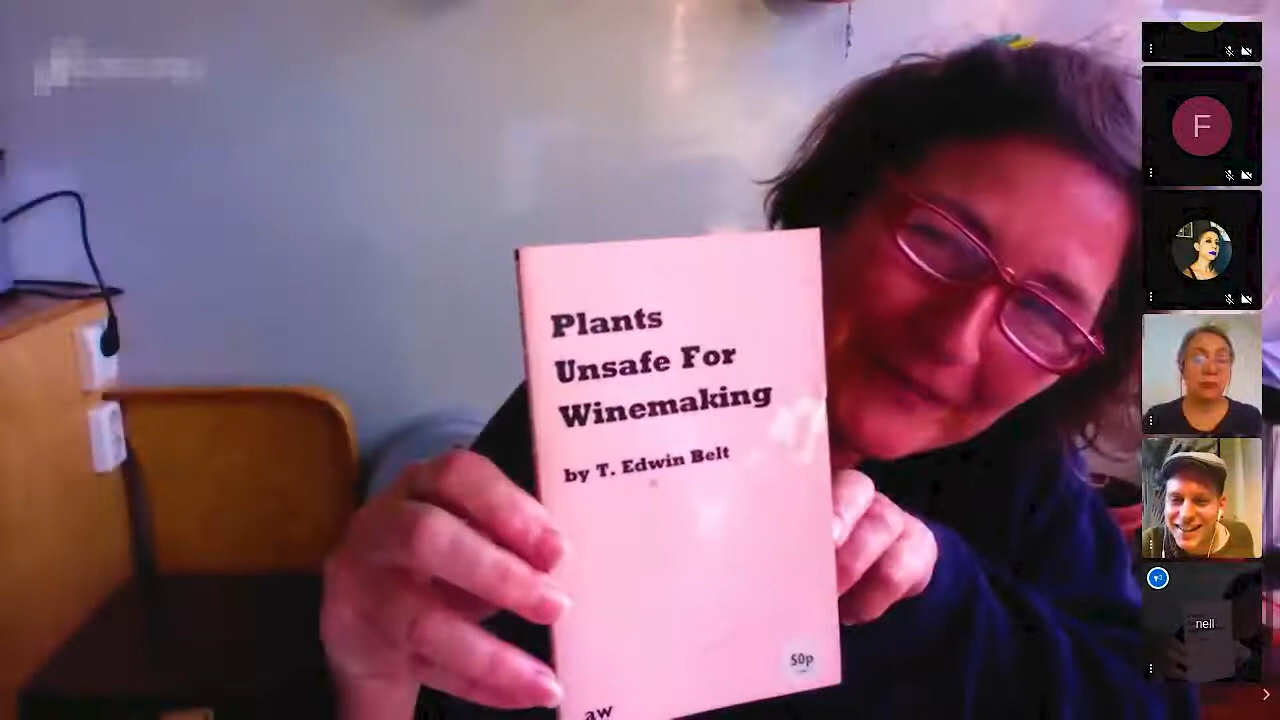 Plants
Unsafe For
Winemaking
by T. Edwin Belt
50p
aw
F
nell